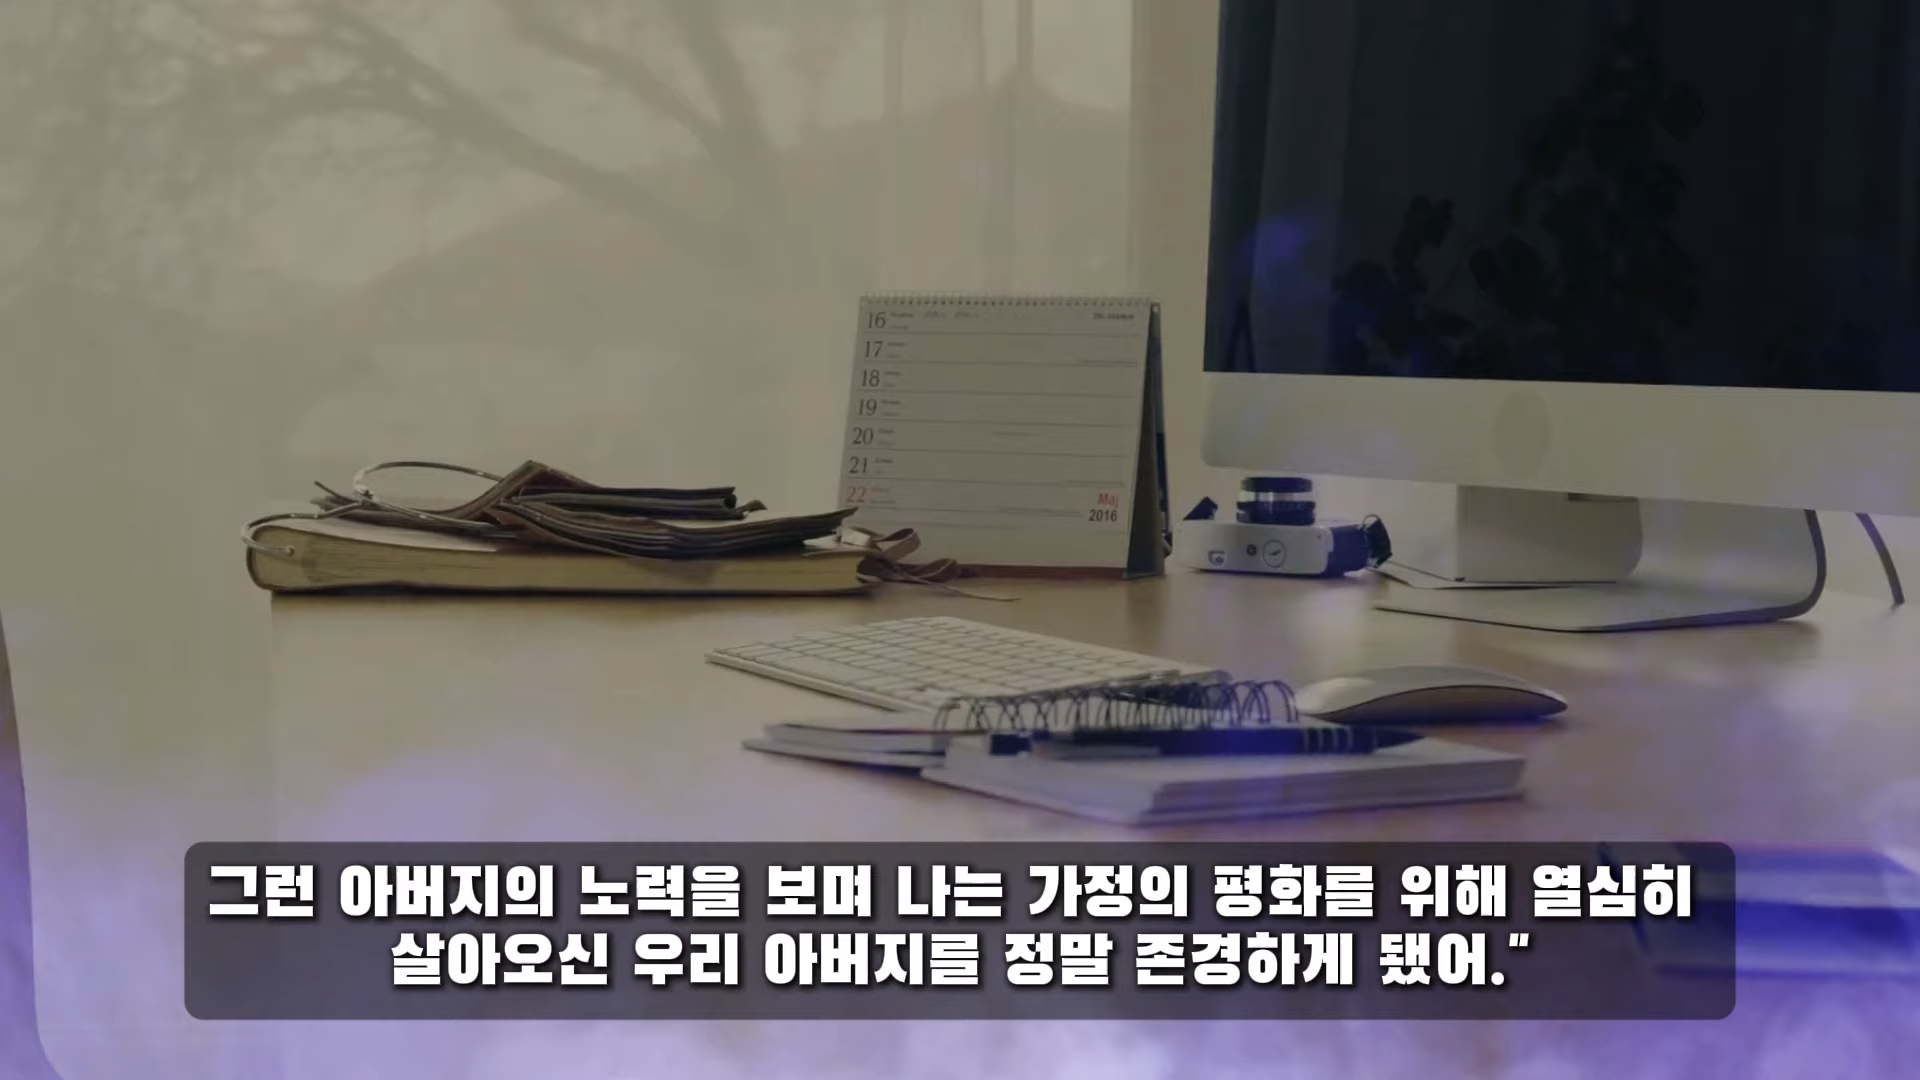 16
17
18
19
20
21
22
Maj
2016
그런 아버지의 노력을 보며 나는 가정의 평화를 위해 열심히
살아오신 우리 아버지를 정말 존경하게 됐어."